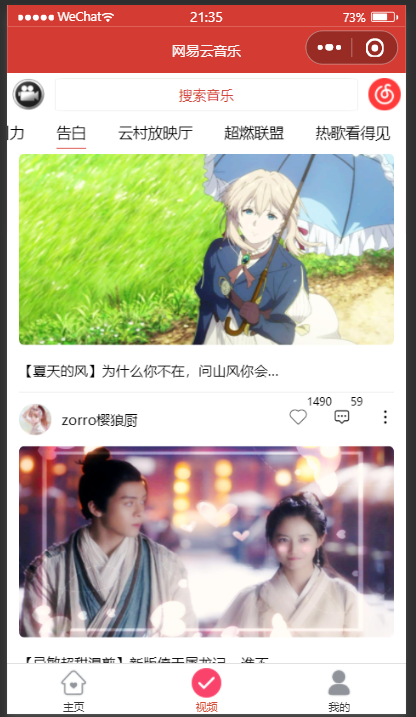 WeChat 21:35 73%
网易云音乐
搜索音乐
力 告白 云村放映厅 超燃联盟 热歌看得见
【夏天的风】为什么你不在，问山风你会...
zorro樱狼厨 1490 59
主页 视频 我的